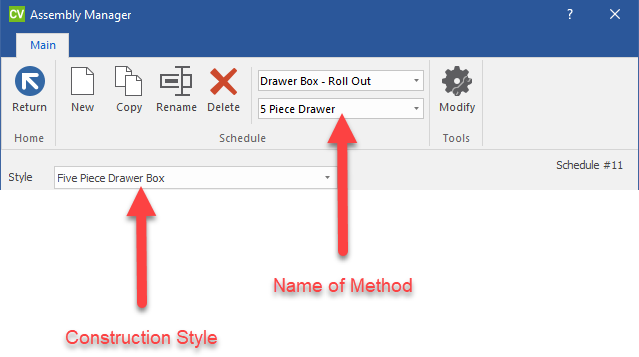 CV Assembly Manager ? ×
Main
Return New Copy Rename Delete Modify
Drawer Box - Roll Out
5 Piece Drawer
Home Schedule Tools
Schedule #11
Style Five Piece Drawer Box
Name of Method
Construction Style